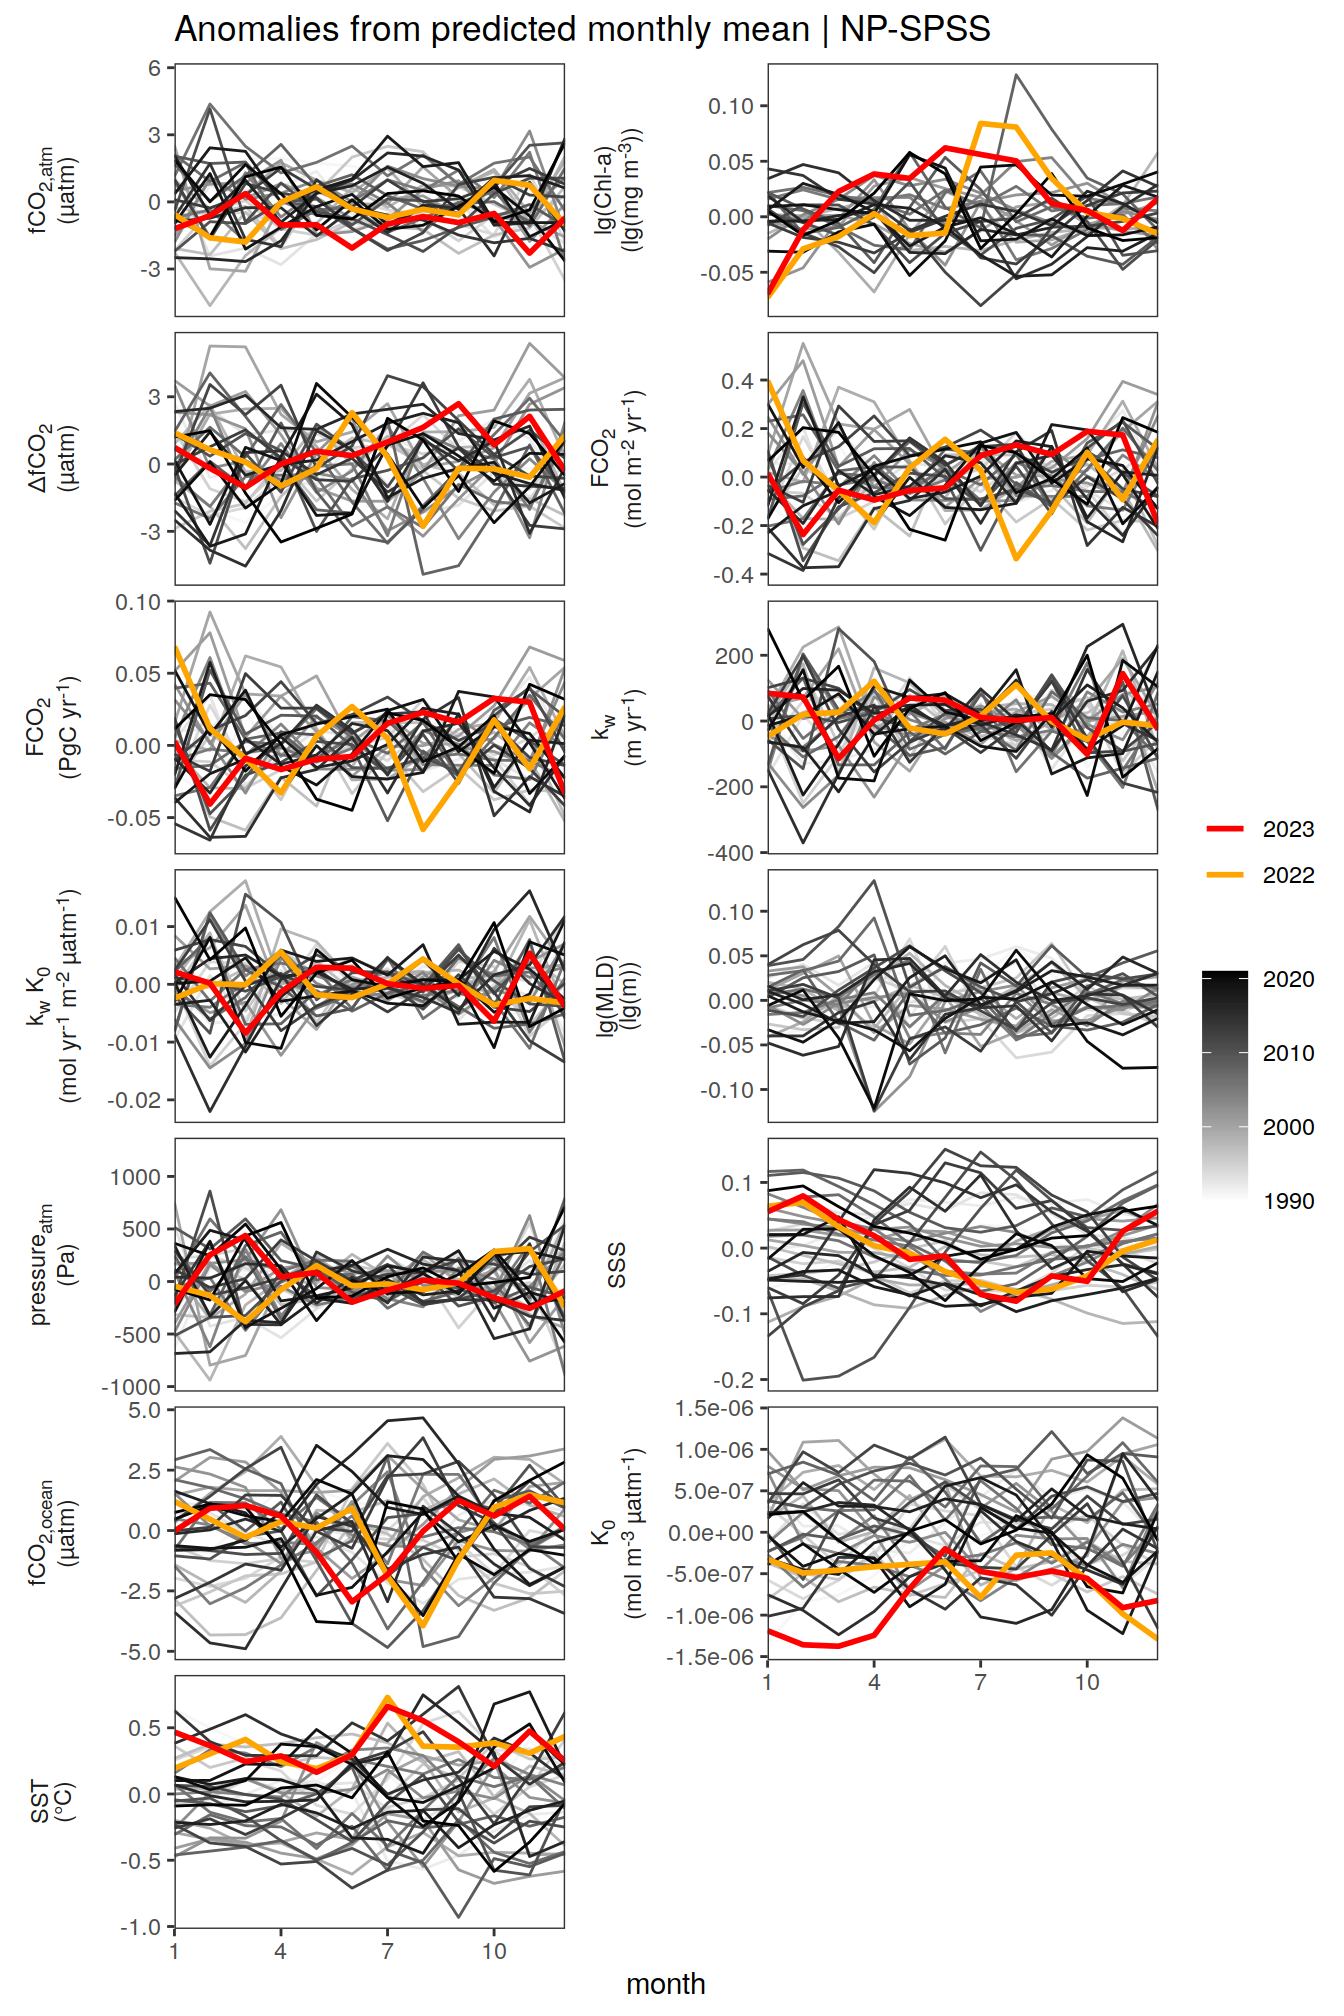 Anomalies from predicted monthly mean | NP-SPSS
fCO2,atm
(µatm)
6
3
0
-3
lg(Chl-a)
(lg(mg m-3))
0.10
0.05
0.00
-0.05
ΔfCO2
(µatm)
3
0
-3
FCO2
(mol m-2 yr-1)
0.4
0.2
0.0
-0.2
-0.4
FCO2
(PgC yr-1)
0.10
0.05
0.00
-0.05
kw
(m yr-1)
200
0
-200
-400
kw K0
(mol yr-1 m-2 µatm-1)
0.01
0.00
-0.01
-0.02
lg(MLD)
(lg(m))
0.10
0.05
0.00
-0.05
-0.10
pressureatm
(Pa)
1000
500
0
-500
-1000
SSS
0.1
0.0
-0.1
-0.2
fCO2,ocean
(µatm)
5.0
2.5
0.0
-2.5
-5.0
K0
(mol m-3 µatm-1)
1.5e-06
1.0e-06
5.0e-07
0.0e+00
-5.0e-07
-1.0e-06
-1.5e-06
1 4 7 10
SST
(°C)
0.5
0.0
-0.5
-1.0
1 4 7 10
month
2023
2022
2020
2010
2000
1990